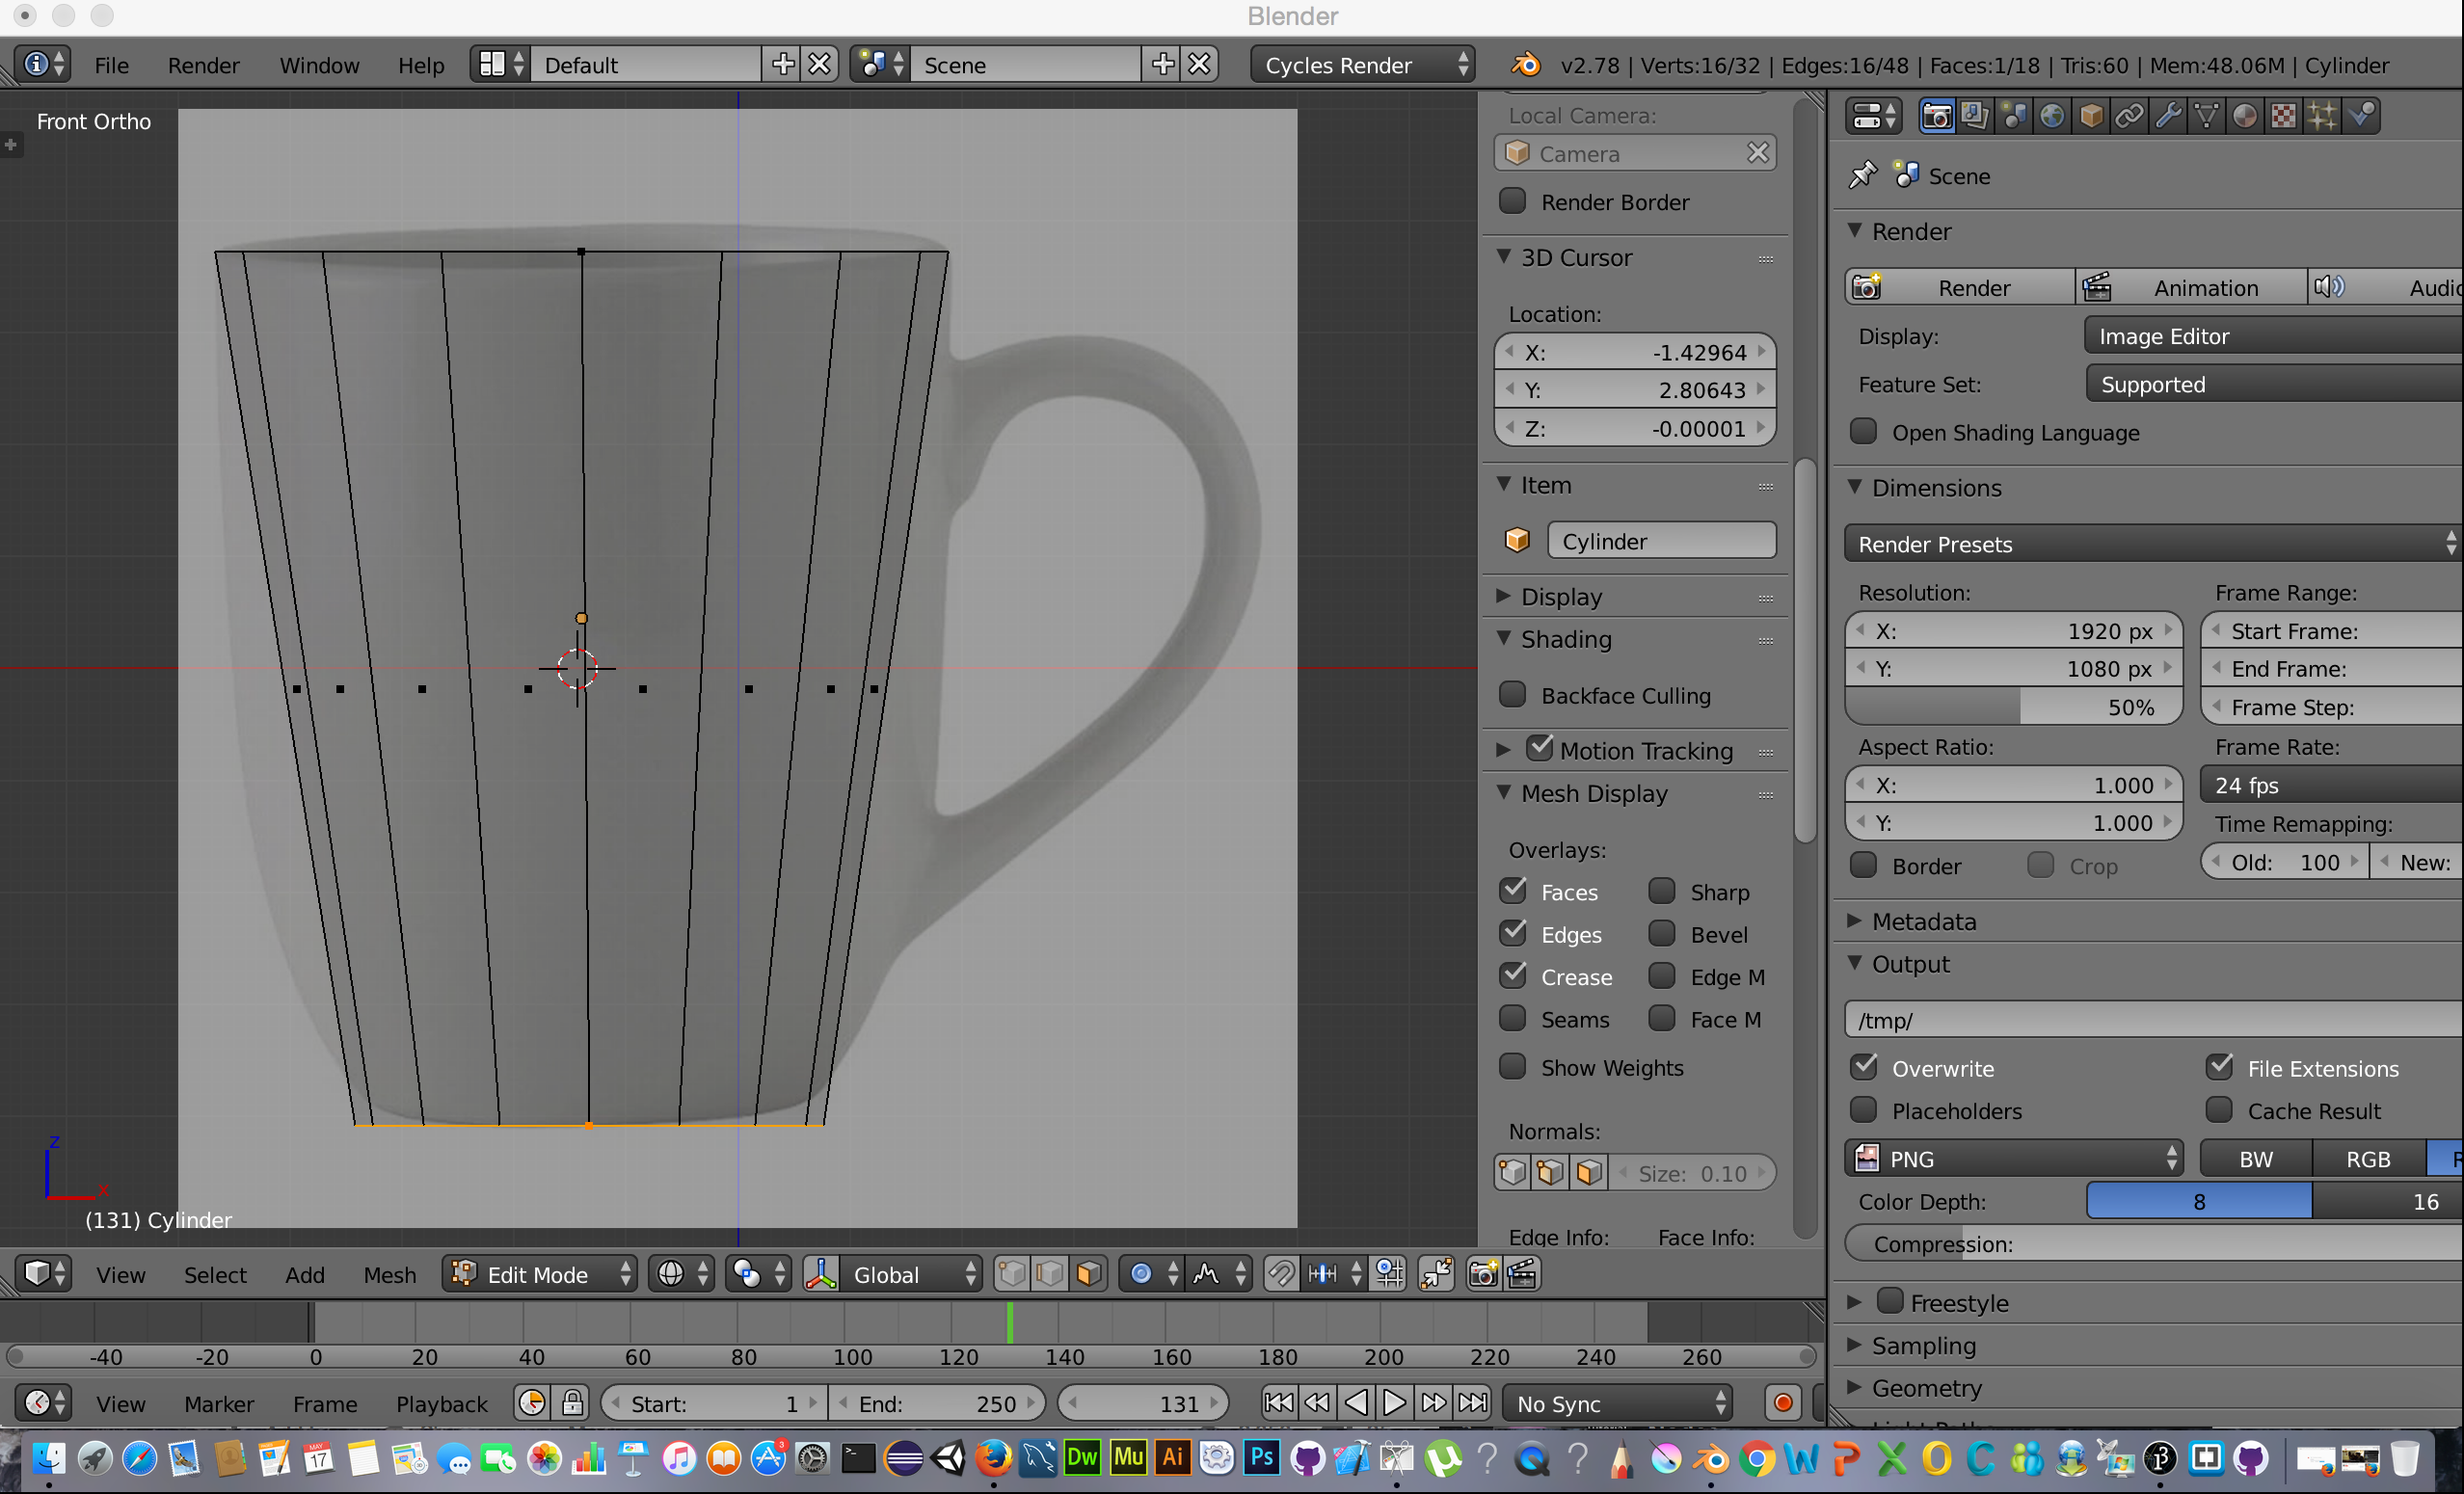 Blender
File Render Window Help Default Scene Cycles Render v2.78 | Verts:16/32 | Edges:16/48 | Faces:1/18 | Tris:60 | Mem:48.06M | Cylinder
Front Ortho
z
x
(131) Cylinder
Local Camera:
Camera
Render Border
3D Cursor
Location:
X: -1.42964
Y: 2.80643
Z: -0.00001
Item
Cylinder
Display
Shading
Backface Culling
Motion Tracking
Mesh Display
Overlays:
Faces Sharp
Edges Bevel
Crease Edge M
Seams Face M
Show Weights
Normals:
Size: 0.10
Edge Info: Face Info:
Scene
Render
Render Animation Audio
Display: Image Editor
Feature Set: Supported
Open Shading Language
Dimensions
Render Presets
Resolution: Frame Range:
X: 1920 px Start Frame:
Y: 1080 px End Frame:
50% Frame Step:
Aspect Ratio: Frame Rate:
X: 1.000 24 fps
Y: 1.000 Time Remapping:
Border Crop Old: 100 New:
Metadata
Output
/tmp/
Overwrite File Extensions
Placeholders Cache Result
PNG BW RGB R
Color Depth: 8 16
Compression:
Freestyle
Sampling
Geometry
View Select Add Mesh Edit Mode Global
-40 -20 0 20 40 60 80 100 120 140 160 180 200 220 240 260
View Marker Frame Playback Start: 1 End: 250 131 No Sync
MAY 17 3 Dw Mu Ai Ps